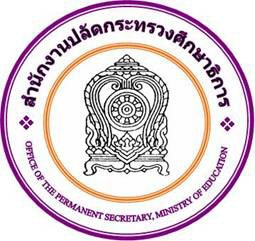 สำนักงานปลัดกระทรวงศึกษาธิการ
OFFICE OF THE PERMANENT SECRETARY, MINISTRY OF EDUCATION